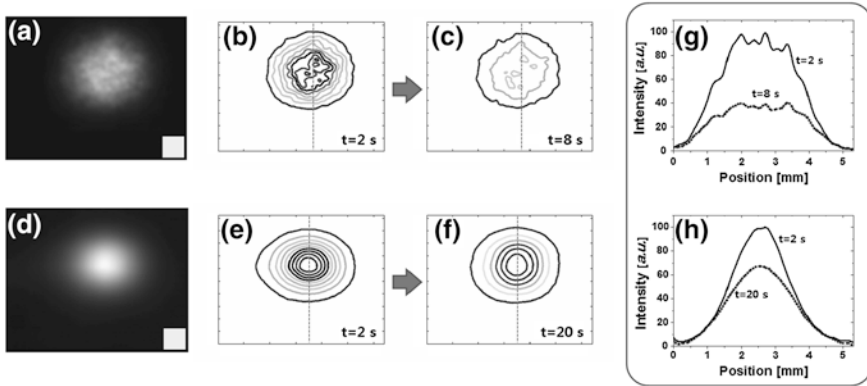 (a)
(b)
t=2 s
(c)
t=8 s
(d)
(e)
t=2 s
(f)
t=20 s
(g)
Intensity [a.u.]
100
80
60
40
20
0
t=2 s
t=8 s
0 1 2 3 4 5
Position [mm]
(h)
Intensity [a.u.]
100
80
60
40
20
0
t=2 s
t=20 s
0 1 2 3 4 5
Position [mm]